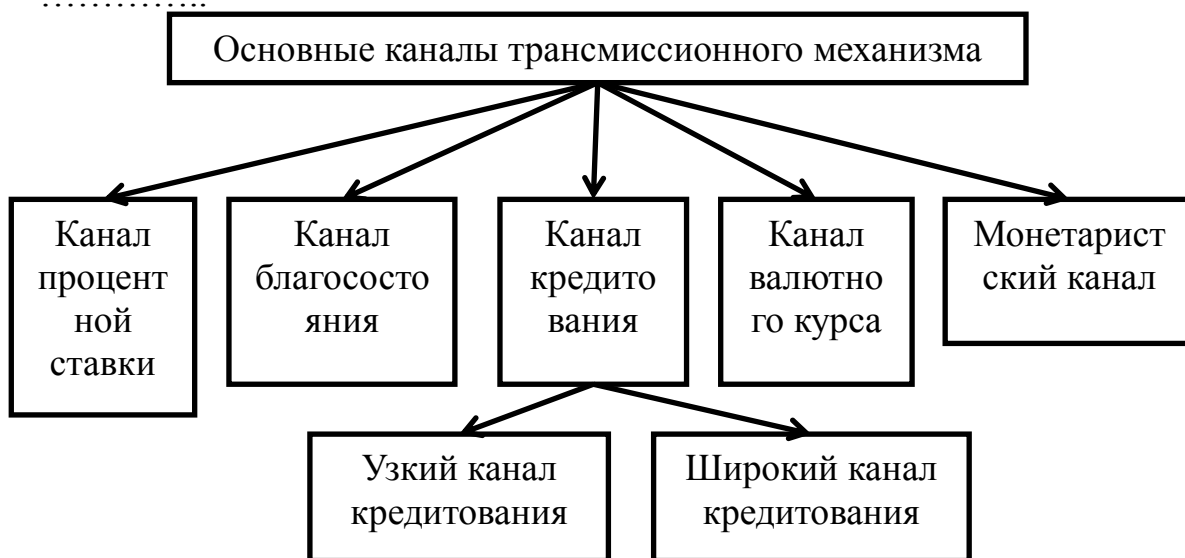 Основные каналы трансмиссионного механизма
Канал
процент
ной
ставки
Канал
благососто
яния
Канал
кредито
вания
Канал
валютно
го курса
Монетарист
ский канал
Узкий канал
кредитования
Широкий канал
кредитования